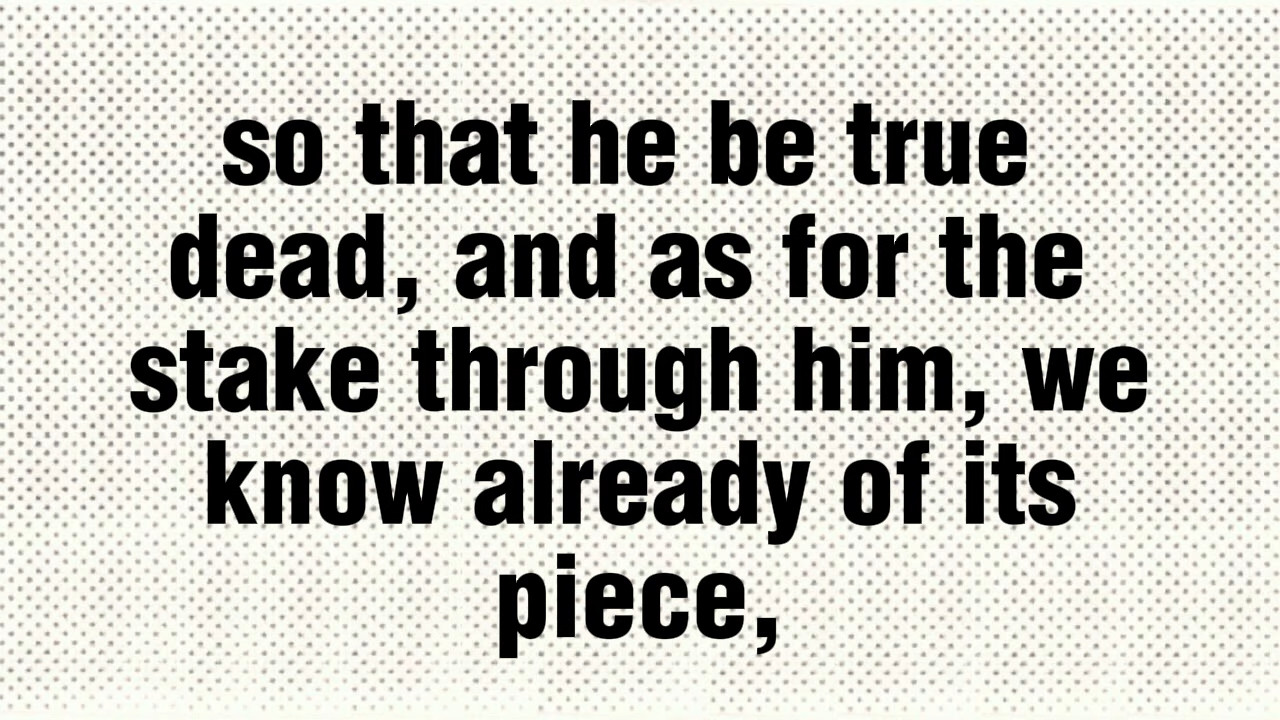 so that he be true
dead, and as for the
stake through him, we
know already of its
piece,